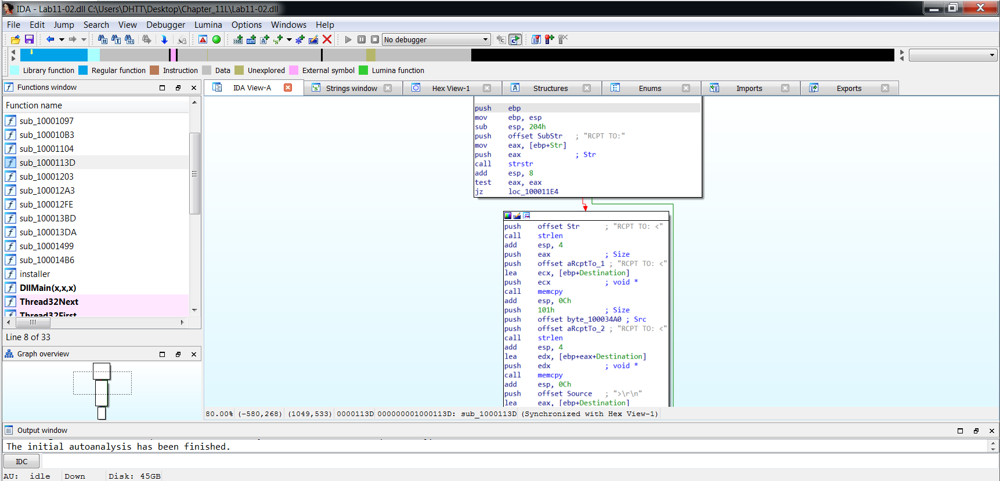 IDA - Lab11-02.dll C:\Users\DHTT\Desktop\Chapter_11L\Lab11-02.dll
File Edit Jump Search View Debugger Lumina Options Windows Help
No debugger
Library function Regular function Instruction Data Unexplored External symbol Lumina function
Functions window
IDA View-A Strings window Hex View-1 Structures Enums Imports Exports
Function name
sub_10001097
sub_100010B3
sub_10001104
sub_1000113D
sub_10001203
sub_100012A3
sub_100012FE
sub_100013BD
sub_100013DA
sub_10001499
sub_100014B6
installer
DllMain(x,x,x)
Thread32Next
Thread32First
Line 8 of 33
Graph overview
push ebp
mov ebp, esp
sub esp, 204h
push offset SubStr ; "RCPT TO:"
mov eax, [ebp+Str]
push eax ; Str
call strstr
add esp, 8
test eax, eax
jz loc_100011E4
push offset Str ; "RCPT TO: <"
call strlen
add esp, 4
push eax ; Size
push offset aRcptTo_1 ; "RCPT TO: <"
lea ecx, [ebp+Destination]
push ecx ; void *
call memcpy
add esp, 0Ch
push 101h ; Size
push offset byte_100034A0 ; Src
push offset aRcptTo_2 ; "RCPT TO: <"
call strlen
add esp, 4
lea edx, [ebp+eax+Destination]
push edx ; void *
call memcpy
add esp, 0Ch
push offset Source ; ">\r\n"
lea eax, [ebp+Destination]
80.00% (-580,268) (1049,533) 0000113D 000000001000113D: sub_1000113D (Synchronized with Hex View-1)
Output window
The initial autoanalysis has been finished.
IDC
AU: idle Down Disk: 45GB